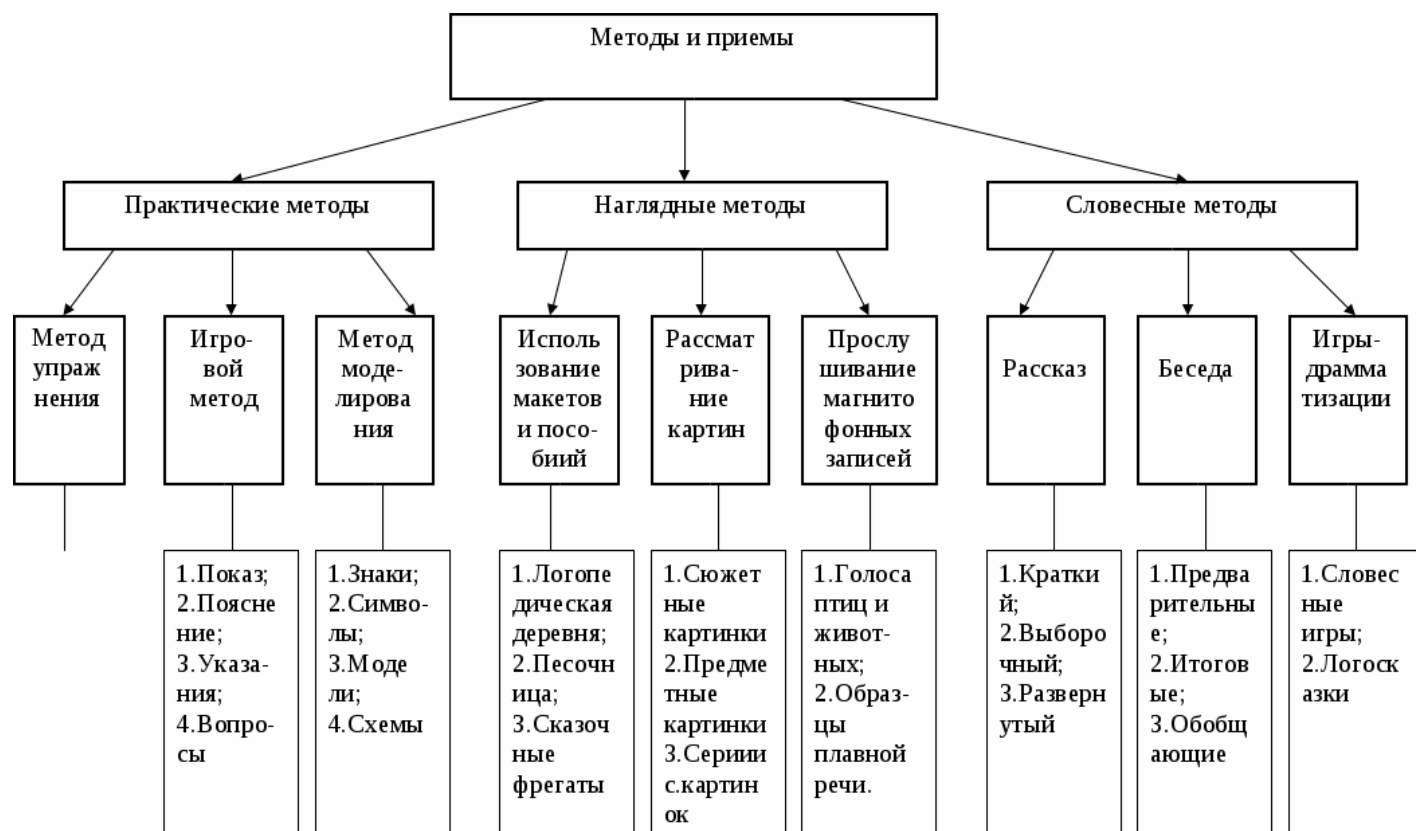 Методы и приемы
Практические методы
Наглядные методы
Словесные методы
Метод
упраж
нения
Игро-
вой
метод
Метод
моде-
лирова
ния
Исполь
зование
макетов
и посо-
биий
Рассмат
рива-
ние
картин
Прослу
шивание
магнито
фонных
записей
Рассказ
Беседа
Игры-
драмма
тизации
1.Показ;
2.Поясне
ние;
3.Указа-
ния;
4.Вопро-
сы
1.Знаки;
2.Симво-
лы;
3.Моде
ли;
4.Схемы
1.Логопе
дическая
деревня;
2.Песочн
ица;
3.Сказоч
ные
фрегаты
1.Сюжет
ные
картинки
2.Предме
тные
картинки
3.Сериии
с.картин
ок
1.Голоса
птиц и
живот-
ных;
2.Образ-
цы
плавной
речи.
1.Кратки
й;
2.Выборо
чный;
3.Разверн
утый
1.Предва
рительны
е;
2.Итогов
ые;
3.Обобщ
ающие
1.Словес
ные
игры;
2.Логоск
азки